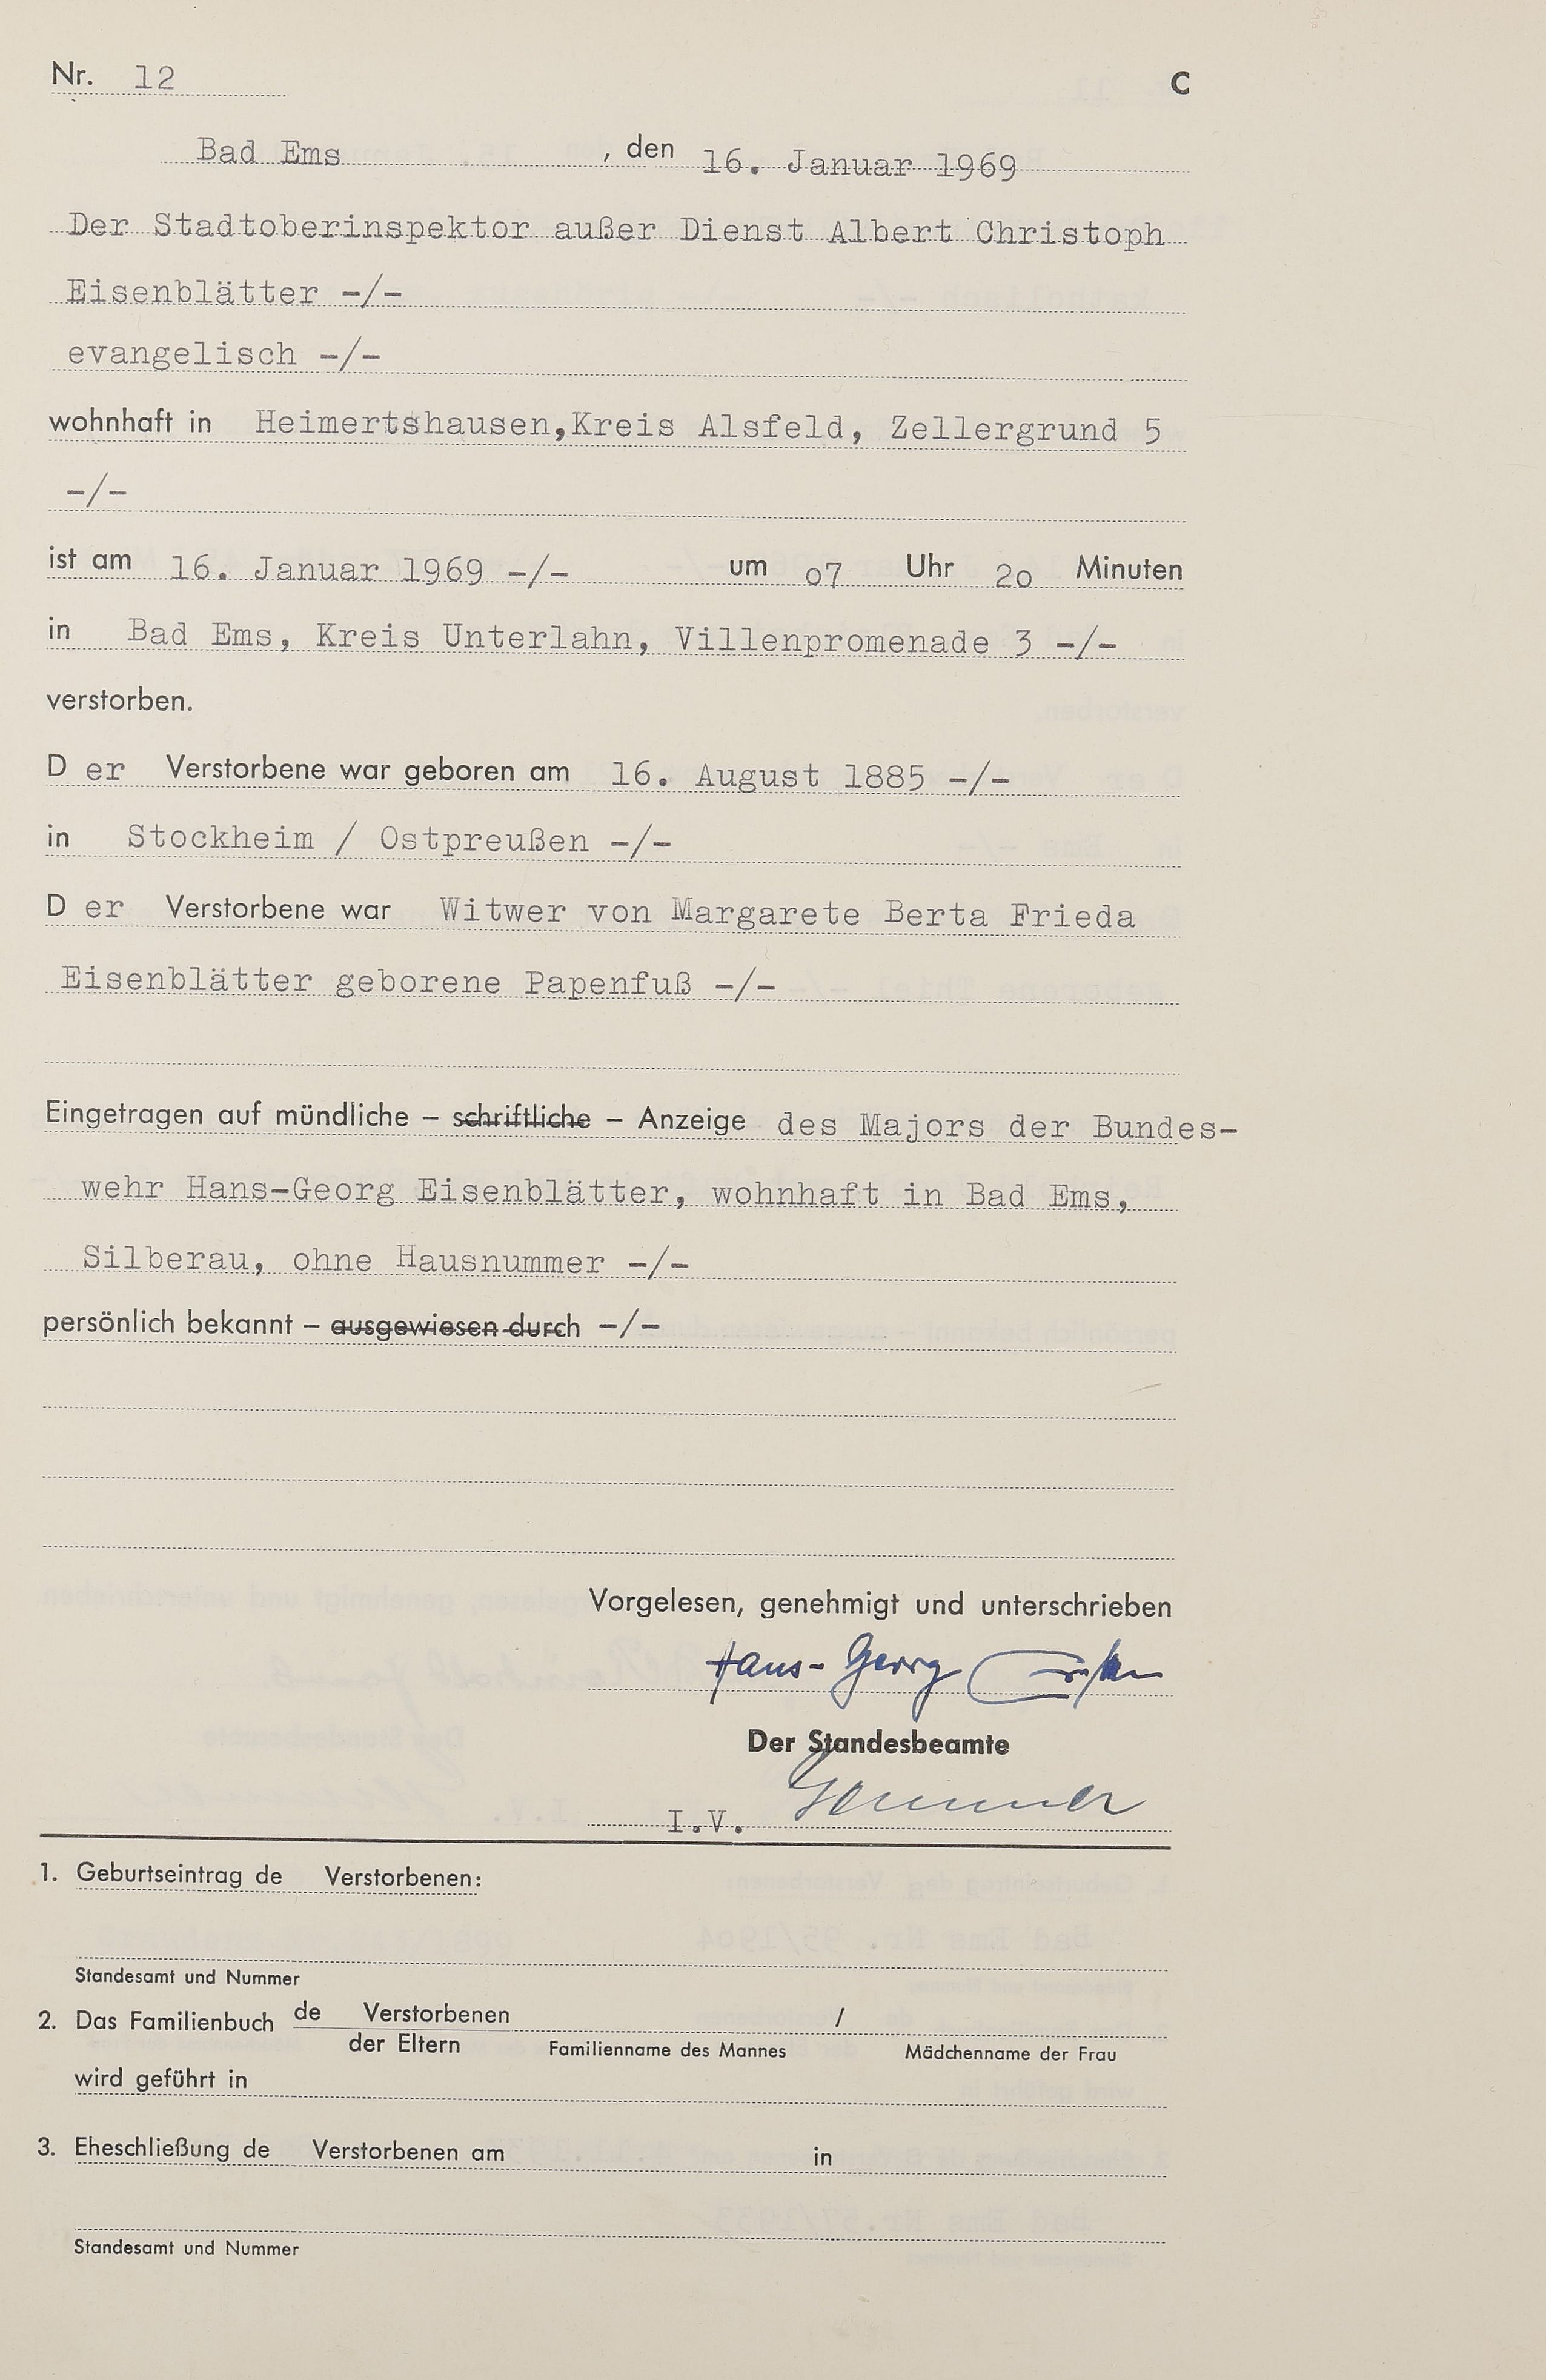 Nr. 12 C
Bad Ems , den 16. Januar 1969
Der Stadtoberinspektor außer Dienst Albert Christoph
Eisenblätter -/-
evangelisch -/-
wohnhaft in Heimertshausen,Kreis Alsfeld, Zellergrund 5
-/-
ist am 16. Januar 1969 -/- um 07 Uhr 20 Minuten
in Bad Ems, Kreis Unterlahn, Villenpromenade 3 -/-
verstorben.
D er Verstorbene war geboren am 16. August 1885 -/-
in Stockheim / Ostpreußen -/-
D er Verstorbene war Witwer von Margarete Berta Frieda
Eisenblätter geborene Papenfuß -/-
Eingetragen auf mündliche – schriftliche – Anzeige des Majors der Bundes-
wehr Hans-Georg Eisenblätter, wohnhaft in Bad Ems,
Silberau, ohne Hausnummer -/-
persönlich bekannt – ausgewiesen durch -/-
Vorgelesen, genehmigt und unterschrieben
Hans-Georg
Der Standesbeamte
I.V.
1. Geburtseintrag de Verstorbenen:
Standesamt und Nummer
2. Das Familienbuch de Verstorbenen /
der Eltern Familienname des Mannes Mädchenname der Frau
wird geführt in
3. Eheschließung de Verstorbenen am in
Standesamt und Nummer